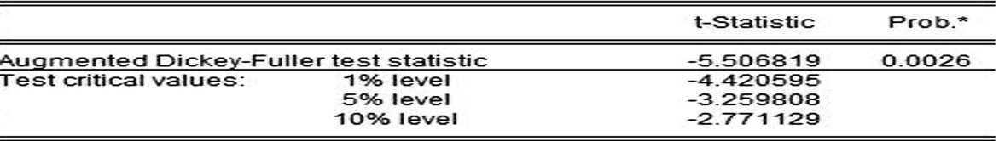 t-Statistic Prob.*
Augmented Dickey-Fuller test statistic -5.506819 0.0026
Test critical values: 1% level -4.420595
5% level -3.259808
10% level -2.771129